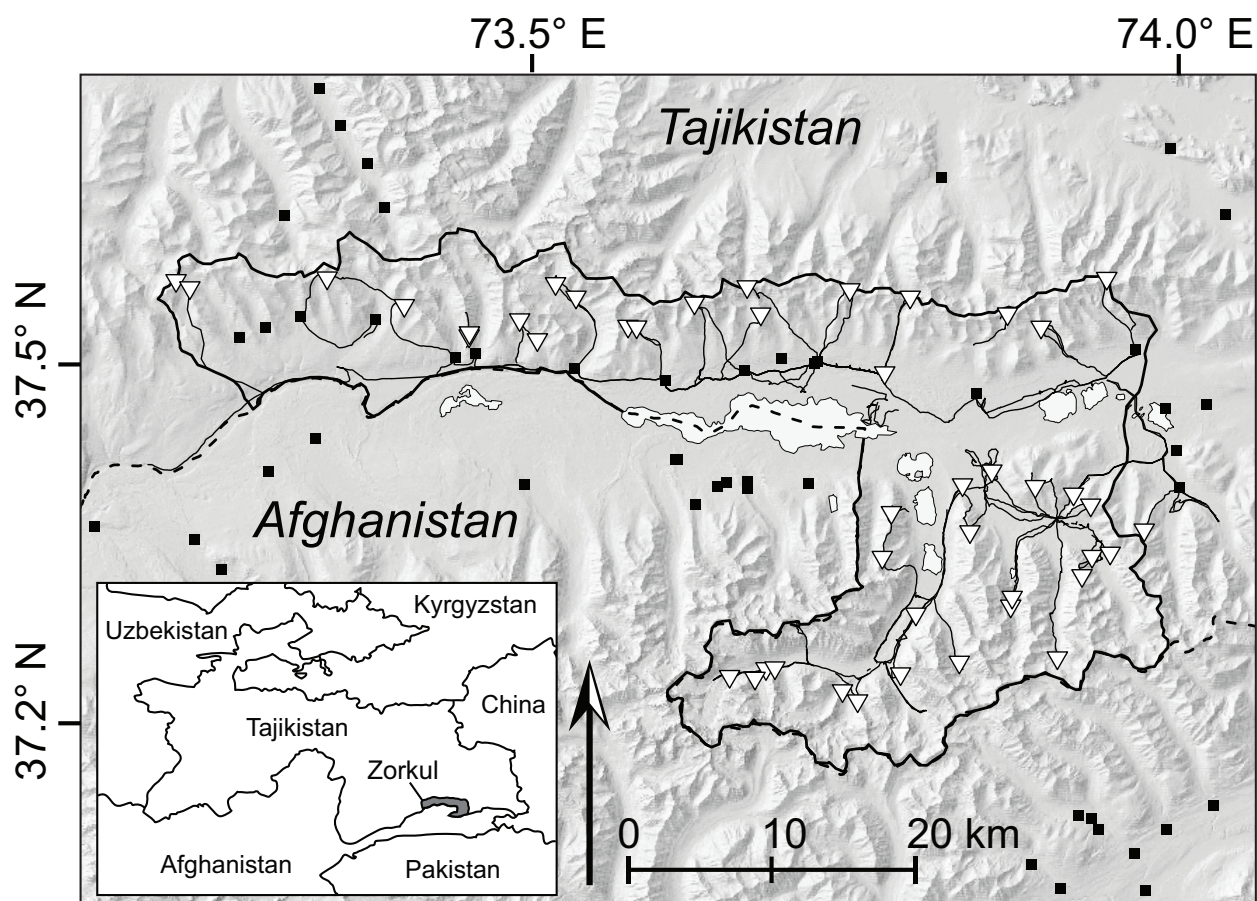 73.5° E
74.0° E
Tajikistan
37.5° N
Afghanistan
37.2° N
Kyrgyzstan
Uzbekistan
China
Tajikistan
Zorkul
Afghanistan
Pakistan
0 10 20 km